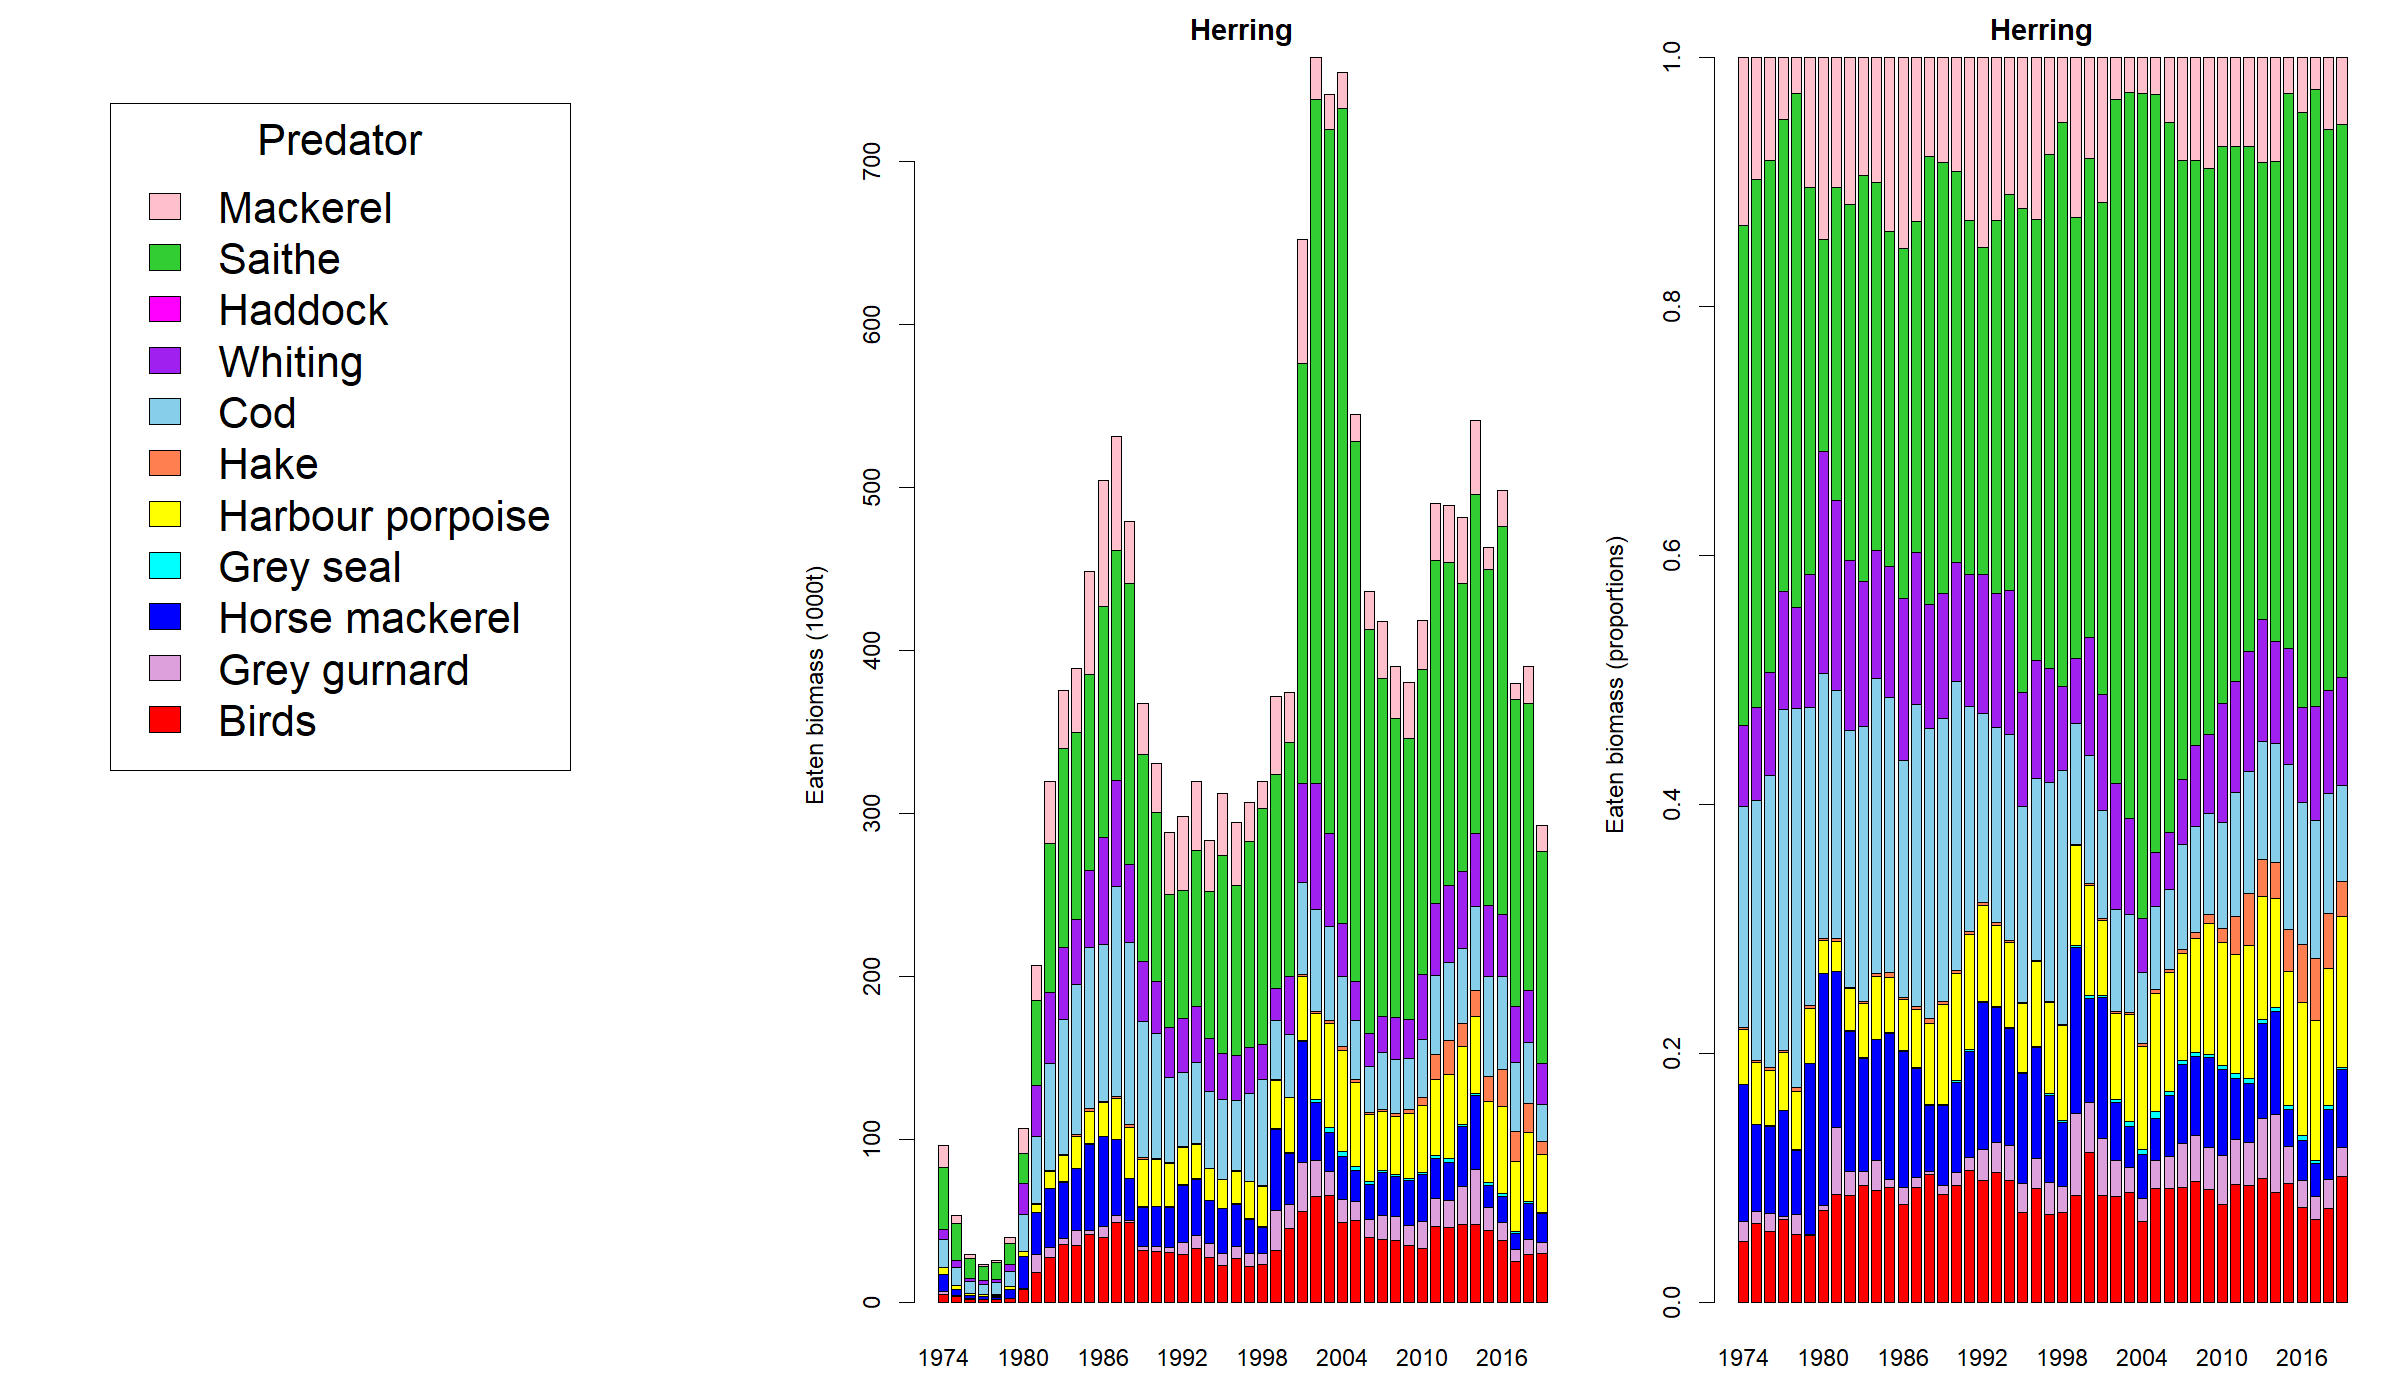 Predator
Mackerel
Saithe
Haddock
Whiting
Cod
Hake
Harbour porpoise
Grey seal
Horse mackerel
Grey gurnard
Birds
Herring
Eaten biomass (1000t)
700
600
500
400
300
200
100
0
1974 1980 1986 1992 1998 2004 2010 2016
Herring
Eaten biomass (proportions)
1.0
0.8
0.6
0.4
0.2
0.0
1974 1980 1986 1992 1998 2004 2010 2016